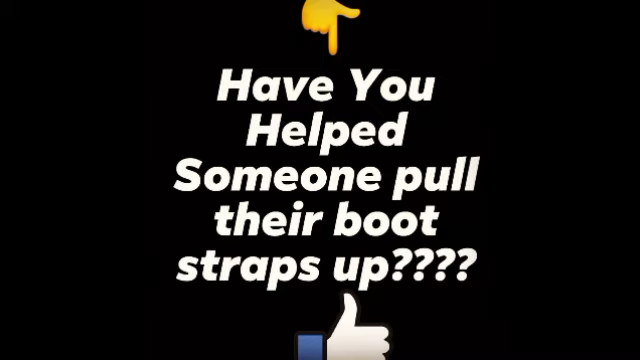 Have You
Helped
Someone pull
their boot
straps up????